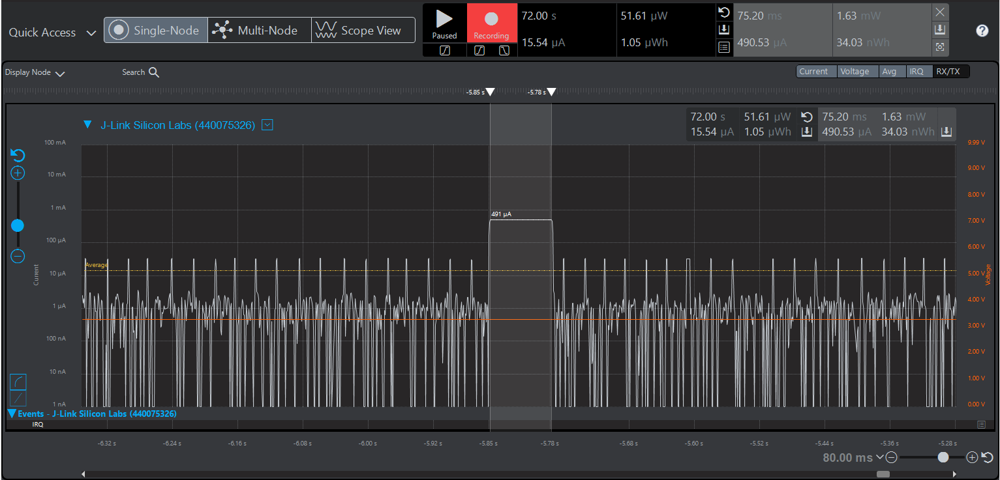 Quick Access
Single-Node
Multi-Node
Scope View
Paused
Recording
72.00 s
15.54 µA
51.61 µW
1.05 µWh
75.20 ms
490.53 µA
1.63 mW
34.03 nWh
?
Display Node
Search
Current Voltage Avg IRQ RX/TX
-5.85 s
-5.78 s
J-Link Silicon Labs (440075326)
72.00 s 51.61 µW 75.20 ms 1.63 mW
15.54 µA 1.05 µWh 490.53 µA 34.03 nWh
100 mA
10 mA
1 mA
100 µA
10 µA
1 µA
100 nA
10 nA
1 nA
Current
491 µA
Average
9.99 V
9.00 V
8.00 V
7.00 V
6.00 V
5.00 V
4.00 V
3.00 V
2.00 V
1.00 V
0.00 V
Voltage
Events - J-Link Silicon Labs (440075326)
IRQ
-6.32 s -6.24 s -6.16 s -6.08 s -6.00 s -5.92 s -5.85 s -5.78 s -5.68 s -5.60 s -5.52 s -5.44 s -5.36 s -5.28 s
80.00 ms